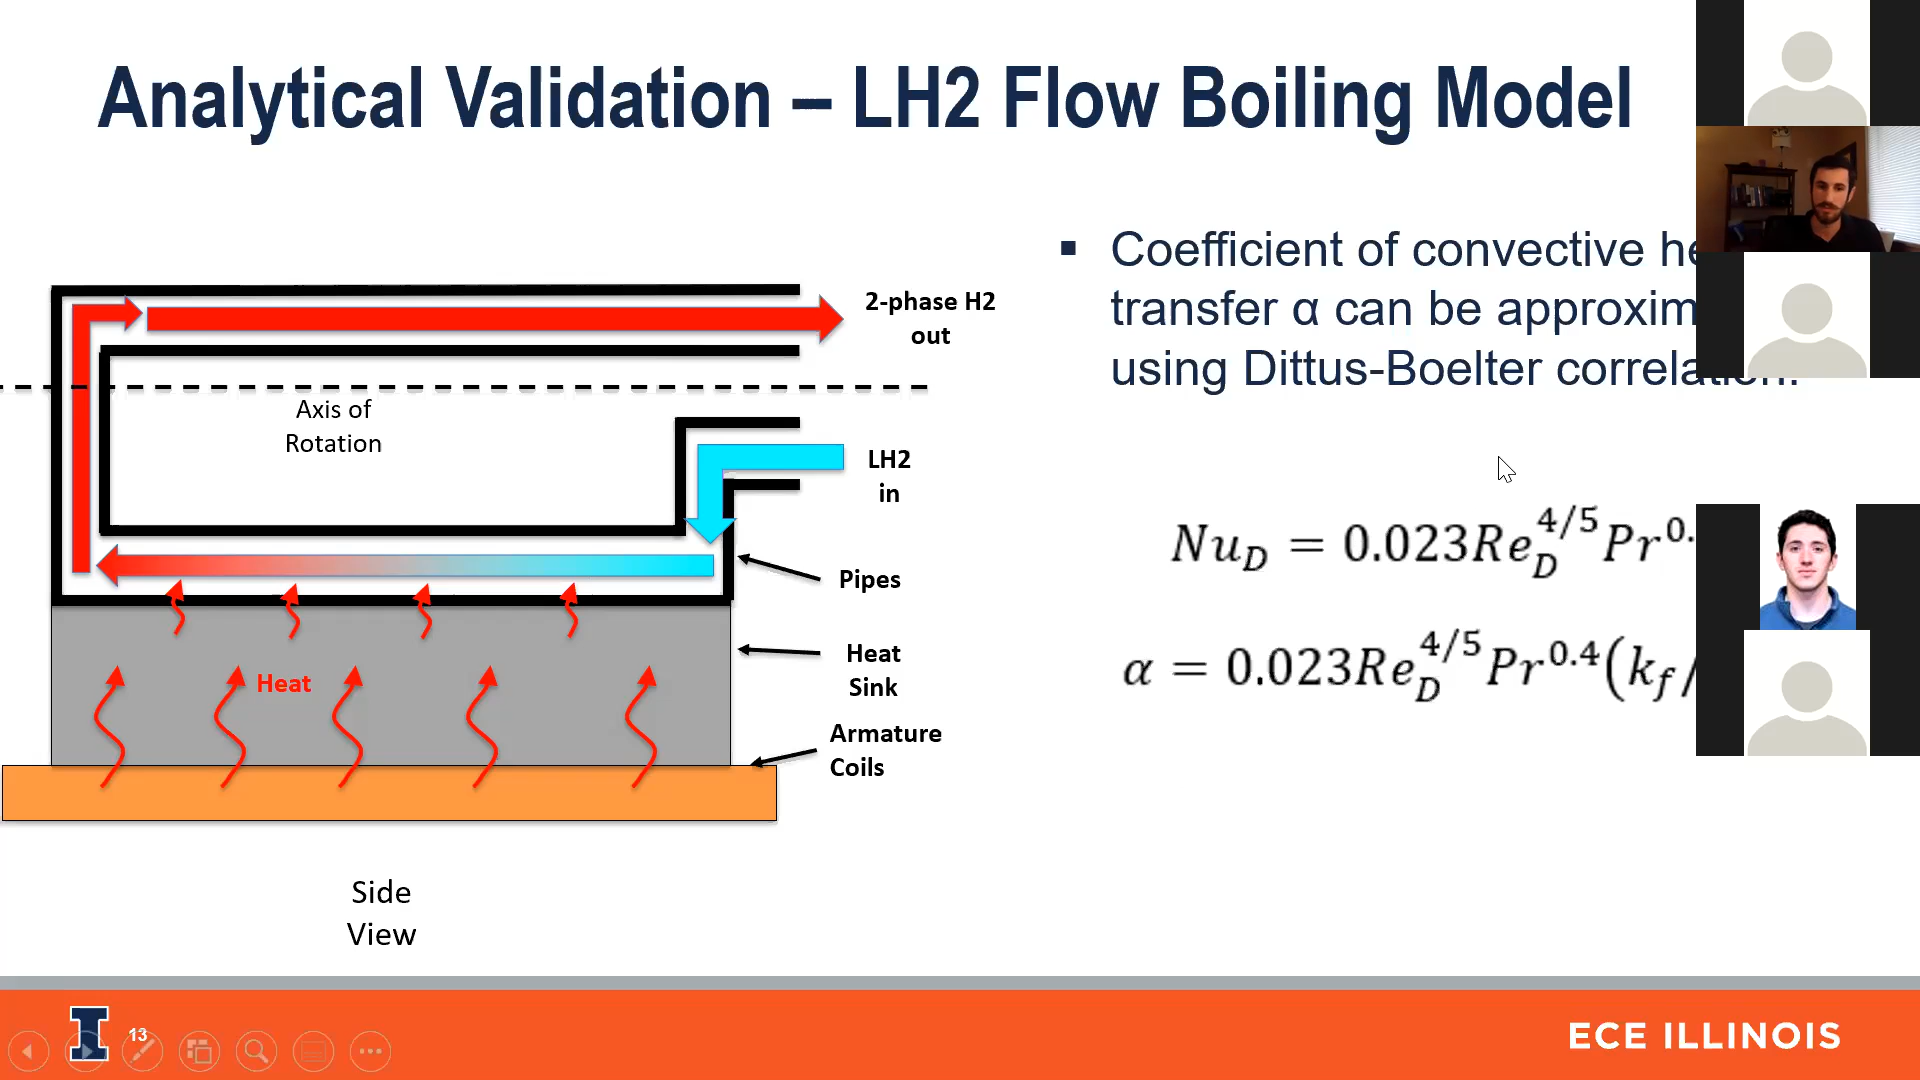 Analytical Validation – LH2 Flow Boiling Model
▪ Coefficient of convective
transfer α can be
using Dittus-Boelter correlation.
2-phase H2
out
Axis of
Rotation
LH2
in
Pipes
Heat
Sink
Heat
Armature
Coils
Side
View
Nu_D = 0.023Re_D^{4/5}Pr^{0.
α = 0.023Re_D^{4/5}Pr^{0.4}(k_f/
13
ECE ILLINOIS